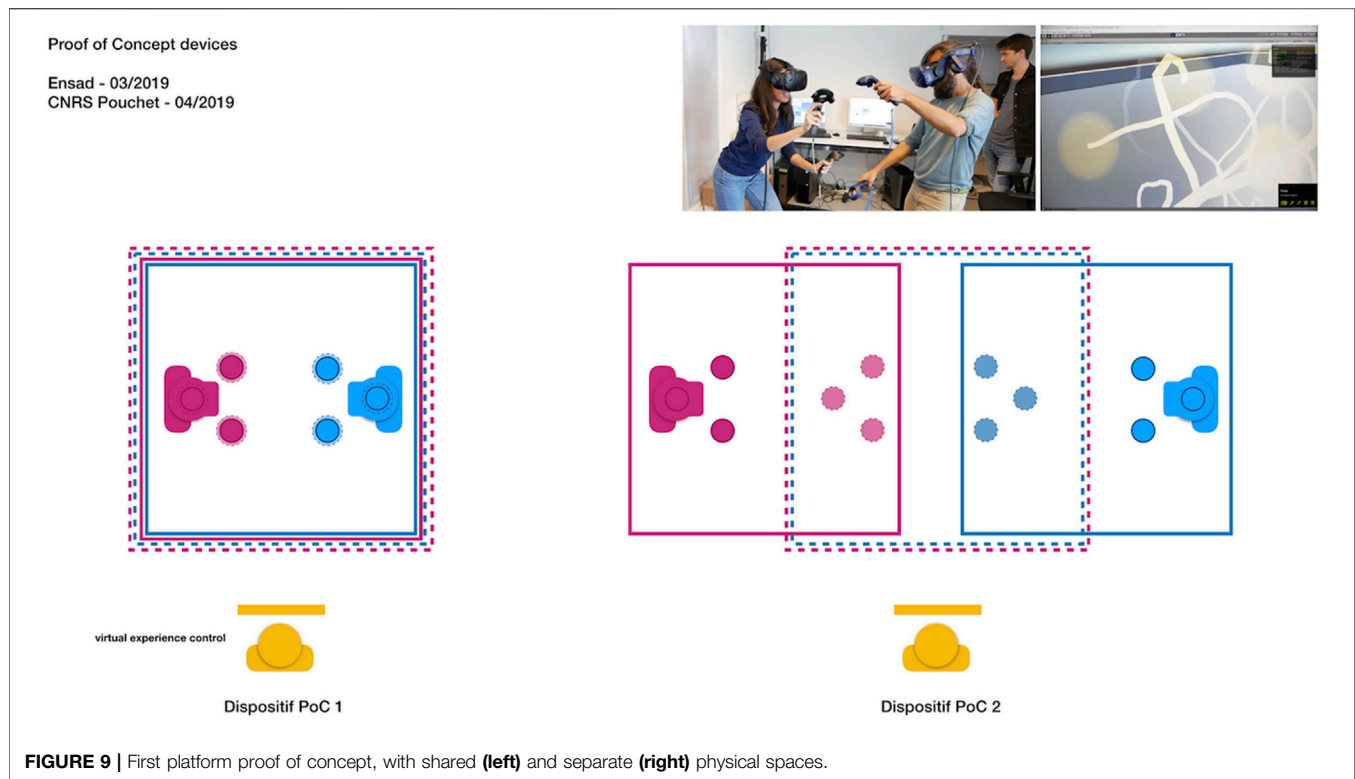 Proof of Concept devices
Ensad - 03/2019
CNRS Pouchet - 04/2019
virtual experience control
Dispositif PoC 1
Dispositif PoC 2
FIGURE 9 | First platform proof of concept, with shared (left) and separate (right) physical spaces.